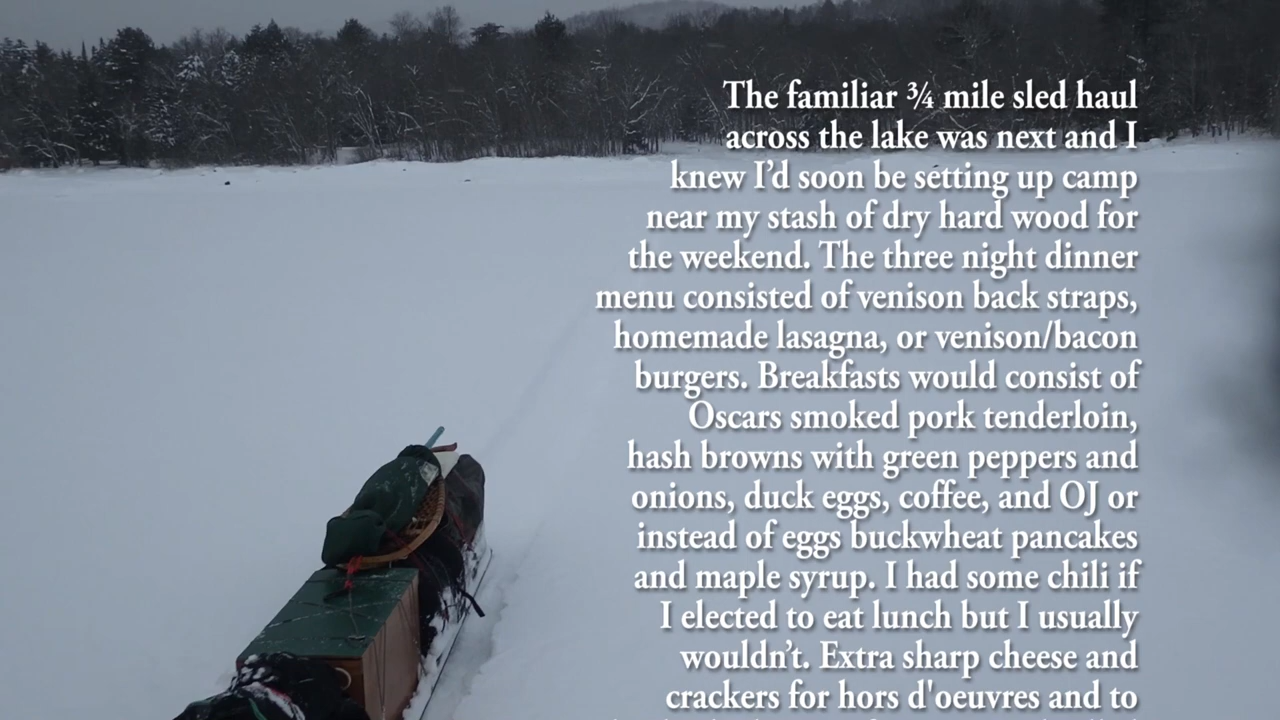 The familiar ¾ mile sled haul
across the lake was next and I
knew I’d soon be setting up camp
near my stash of dry hard wood for
the weekend. The three night dinner
menu consisted of venison back straps,
homemade lasagna, or venison/bacon
burgers. Breakfasts would consist of
Oscars smoked pork tenderloin,
hash browns with green peppers and
onions, duck eggs, coffee, and OJ or
instead of eggs buckwheat pancakes
and maple syrup. I had some chili if
I elected to eat lunch but I usually
wouldn’t. Extra sharp cheese and
crackers for hors d'oeuvres and to